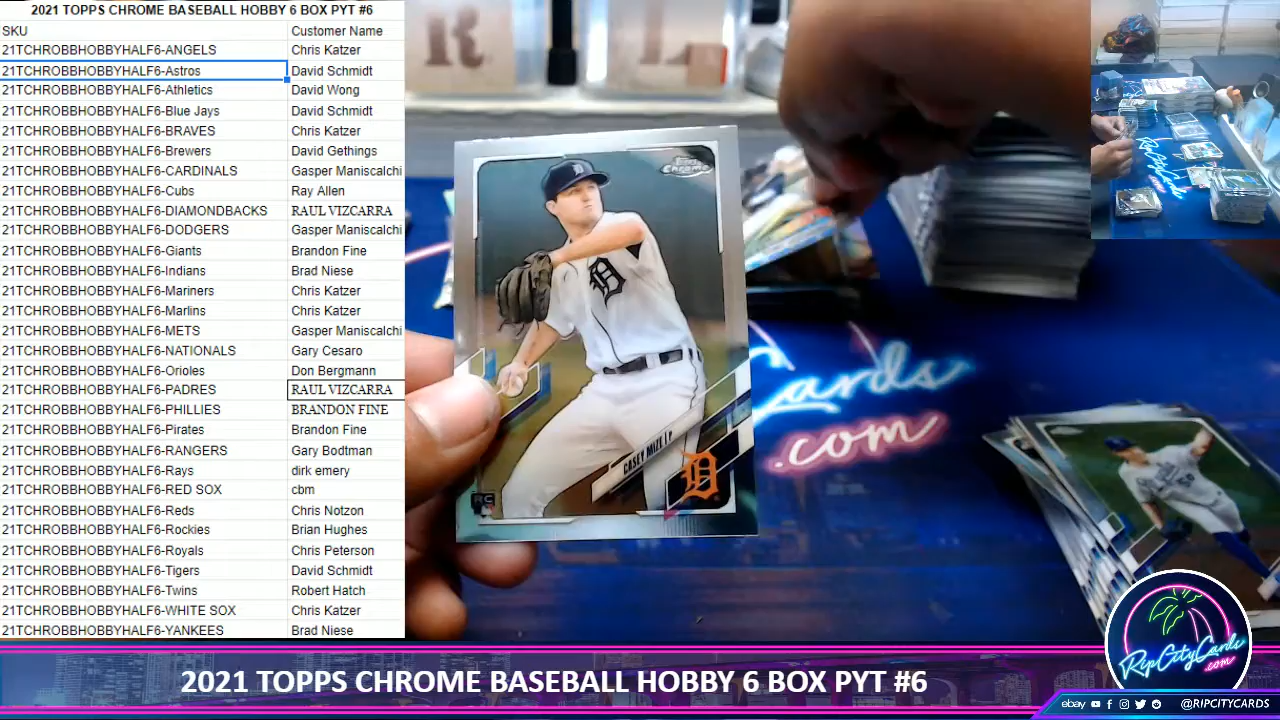 2021 TOPPS CHROME BASEBALL HOBBY 6 BOX PYT #6
SKU Customer Name
21TCHROBBHOBBYHALF6-ANGELS Chris Katzer
21TCHROBBHOBBYHALF6-Astros David Schmidt
21TCHROBBHOBBYHALF6-Athletics David Wong
21TCHROBBHOBBYHALF6-Blue Jays David Schmidt
21TCHROBBHOBBYHALF6-BRAVES Chris Katzer
21TCHROBBHOBBYHALF6-Brewers David Gethings
21TCHROBBHOBBYHALF6-CARDINALS Gasper Maniscalchi
21TCHROBBHOBBYHALF6-Cubs Ray Allen
21TCHROBBHOBBYHALF6-DIAMONDBACKS RAUL VIZCARRA
21TCHROBBHOBBYHALF6-DODGERS Gasper Maniscalchi
21TCHROBBHOBBYHALF6-Giants Brandon Fine
21TCHROBBHOBBYHALF6-Indians Brad Niese
21TCHROBBHOBBYHALF6-Mariners Chris Katzer
21TCHROBBHOBBYHALF6-Marlins Chris Katzer
21TCHROBBHOBBYHALF6-METS Gasper Maniscalchi
21TCHROBBHOBBYHALF6-NATIONALS Gary Cesaro
21TCHROBBHOBBYHALF6-Orioles Don Bergmann
21TCHROBBHOBBYHALF6-PADRES RAUL VIZCARRA
21TCHROBBHOBBYHALF6-PHILLIES BRANDON FINE
21TCHROBBHOBBYHALF6-Pirates Brandon Fine
21TCHROBBHOBBYHALF6-RANGERS Gary Bodtman
21TCHROBBHOBBYHALF6-Rays dirk emery
21TCHROBBHOBBYHALF6-RED SOX cbm
21TCHROBBHOBBYHALF6-Reds Chris Notzon
21TCHROBBHOBBYHALF6-Rockies Brian Hughes
21TCHROBBHOBBYHALF6-Royals Chris Peterson
21TCHROBBHOBBYHALF6-Tigers David Schmidt
21TCHROBBHOBBYHALF6-Twins Robert Hatch
21TCHROBBHOBBYHALF6-WHITE SOX Chris Katzer
21TCHROBBHOBBYHALF6-YANKEES Brad Niese
R L
Topps Chrome
D
D
CASEY MIZE | P
D
RC
Cards
.com
RipCityCards
RipCityCards
.com
2021 TOPPS CHROME BASEBALL HOBBY 6 BOX PYT #6
ebay @RIPCITYCARDS